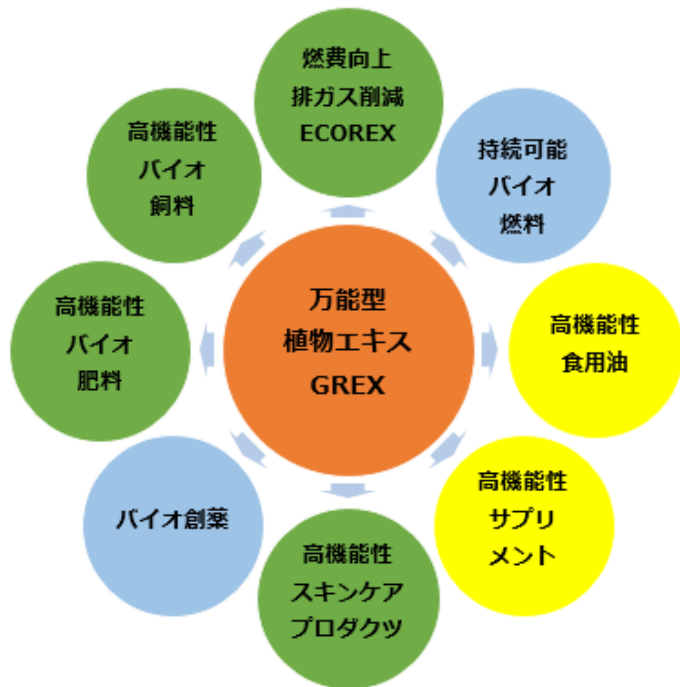 燃費向上
排ガス削減
ECOREX
持続可能
バイオ
燃料
高機能性
食用油
高機能性
サプリ
メント
高機能性
スキンケア
プロダクツ
バイオ創薬
高機能性
バイオ
肥料
高機能性
バイオ
飼料
万能型
植物エキス
GREX